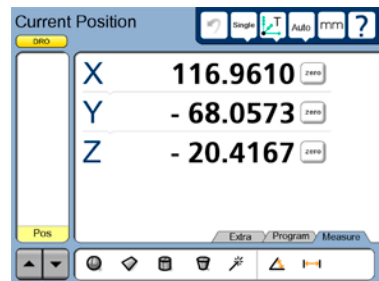 Current Position
Single T Auto mm ?
DRO
X 116.9610 zero
Y - 68.0573 zero
Z - 20.4167 zero
Pos Extra Program Measure